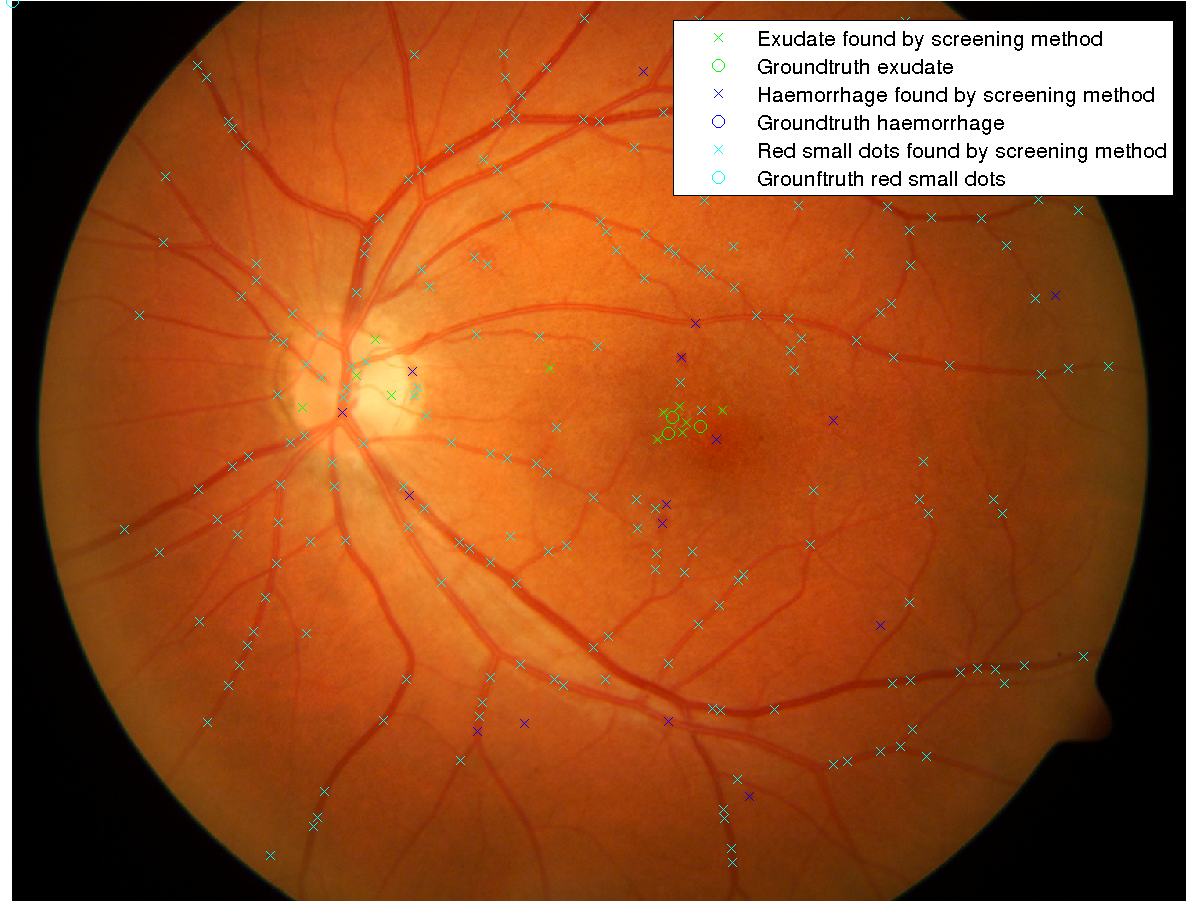 Exudate found by screening method
Groundtruth exudate
Haemorrhage found by screening method
Groundtruth haemorrhage
Red small dots found by screening method
Grounftruth red small dots